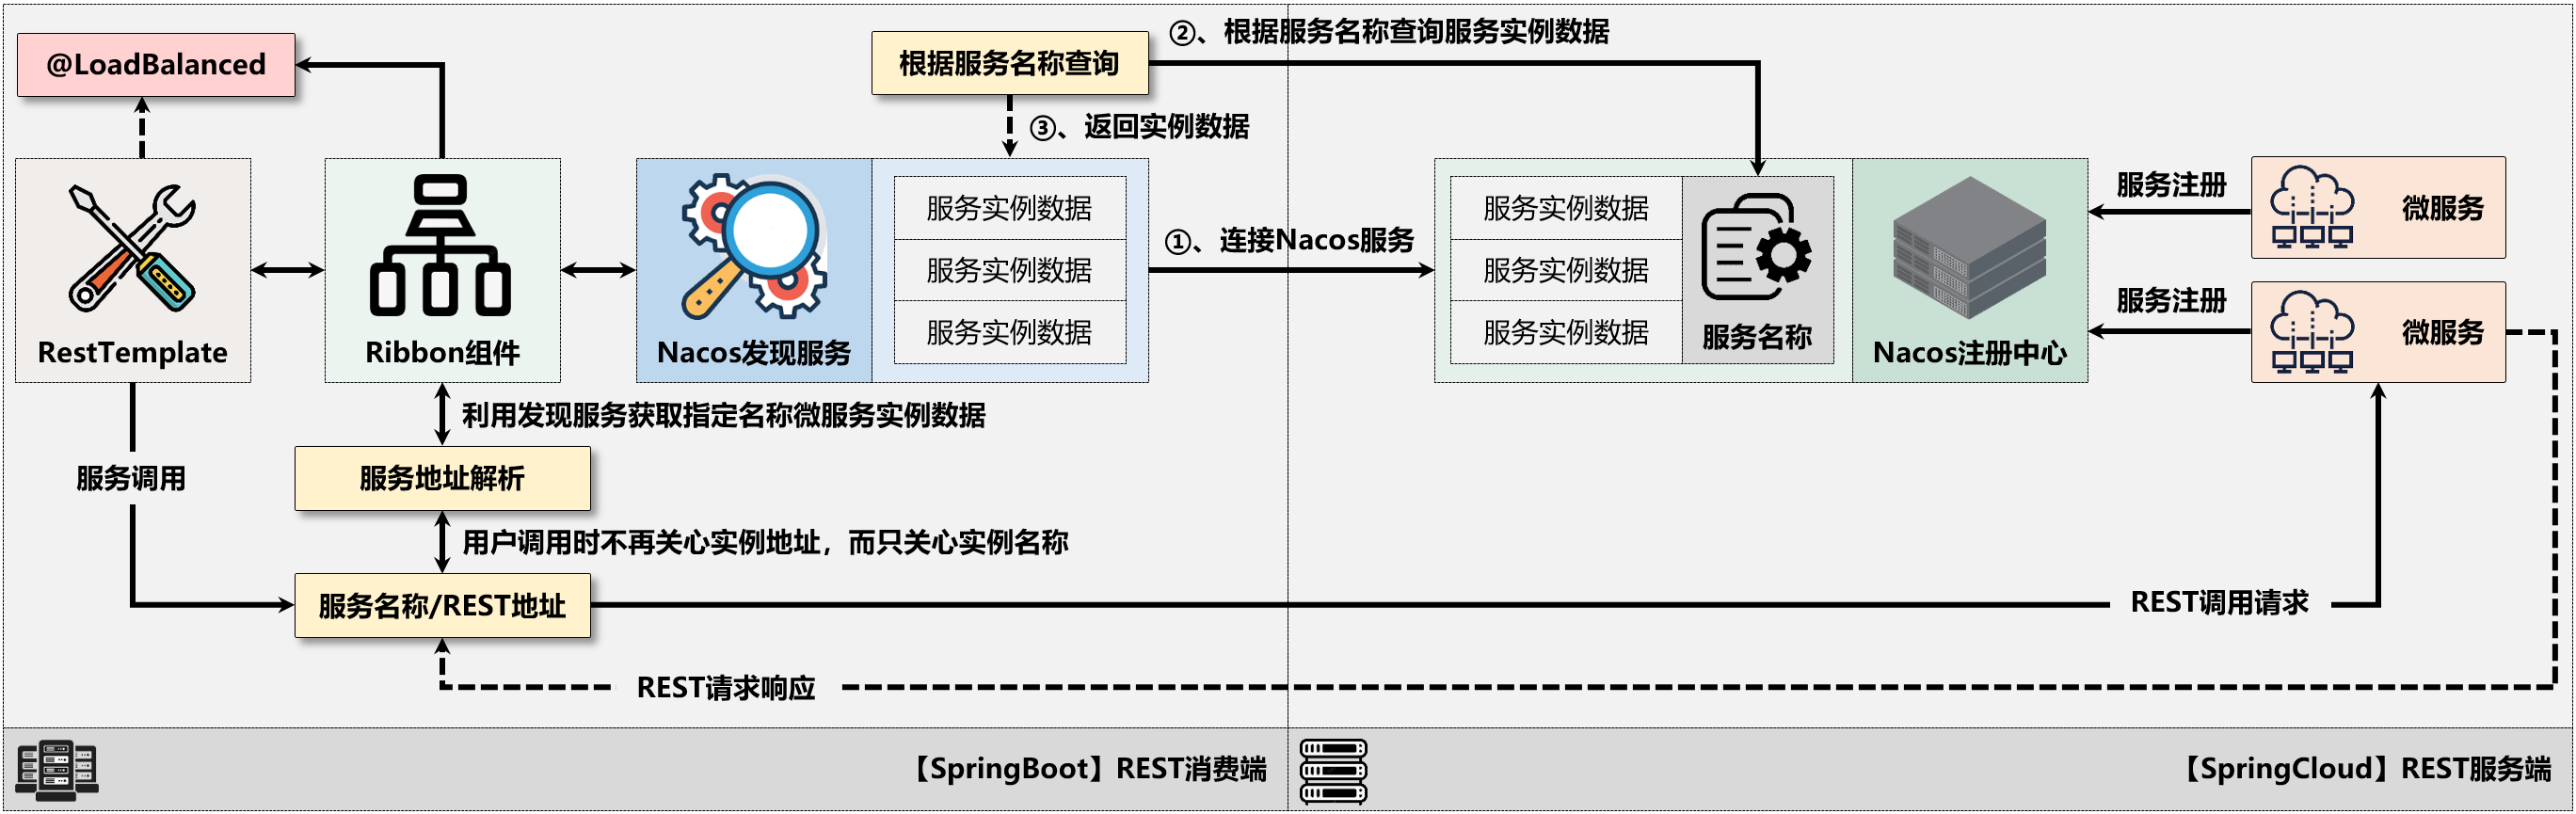 @LoadBalanced
根据服务名称查询
②、根据服务名称查询服务实例数据
③、返回实例数据
RestTemplate
Ribbon组件
Nacos发现服务
服务实例数据
服务实例数据
服务实例数据
①、连接Nacos服务
服务实例数据
服务实例数据
服务实例数据
服务名称
Nacos注册中心
服务注册
微服务
服务注册
微服务
利用发现服务获取指定名称微服务实例数据
服务调用
服务地址解析
用户调用时不再关心实例地址，而只关心实例名称
服务名称/REST地址
REST调用请求
REST请求响应
【SpringBoot】REST消费端
【SpringCloud】REST服务端